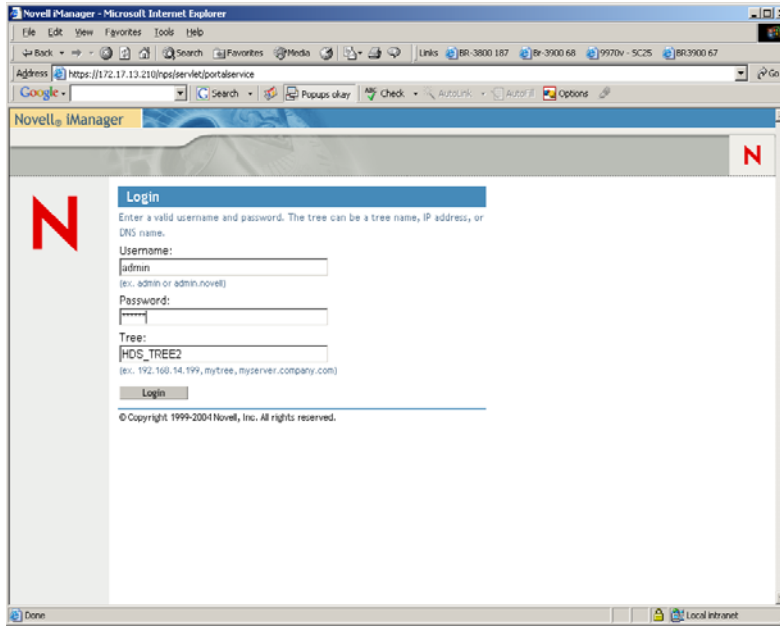 Novell iManager - Microsoft Internet Explorer
File Edit View Favorites Tools Help
Back Search Favorites Media Links BR-3800 187 Br-3900 68 9970v - SC25 BR3900 67
Address https://172.17.13.210/nps/servlet/portalservice Go
Google Search Popups okay ABC Check AutoLink AutoFill Options
Novell® iManager
N
N
Login
Enter a valid username and password. The tree can be a tree name, IP address, or
DNS name.
Username:
admin
(ex. admin or admin.novell)
Password:
******
Tree:
HDS_TREE2
(ex. 192.168.14.199, mytree, myserver.company.com)
Login
© Copyright 1999-2004 Novell, Inc. All rights reserved.
Done Local intranet